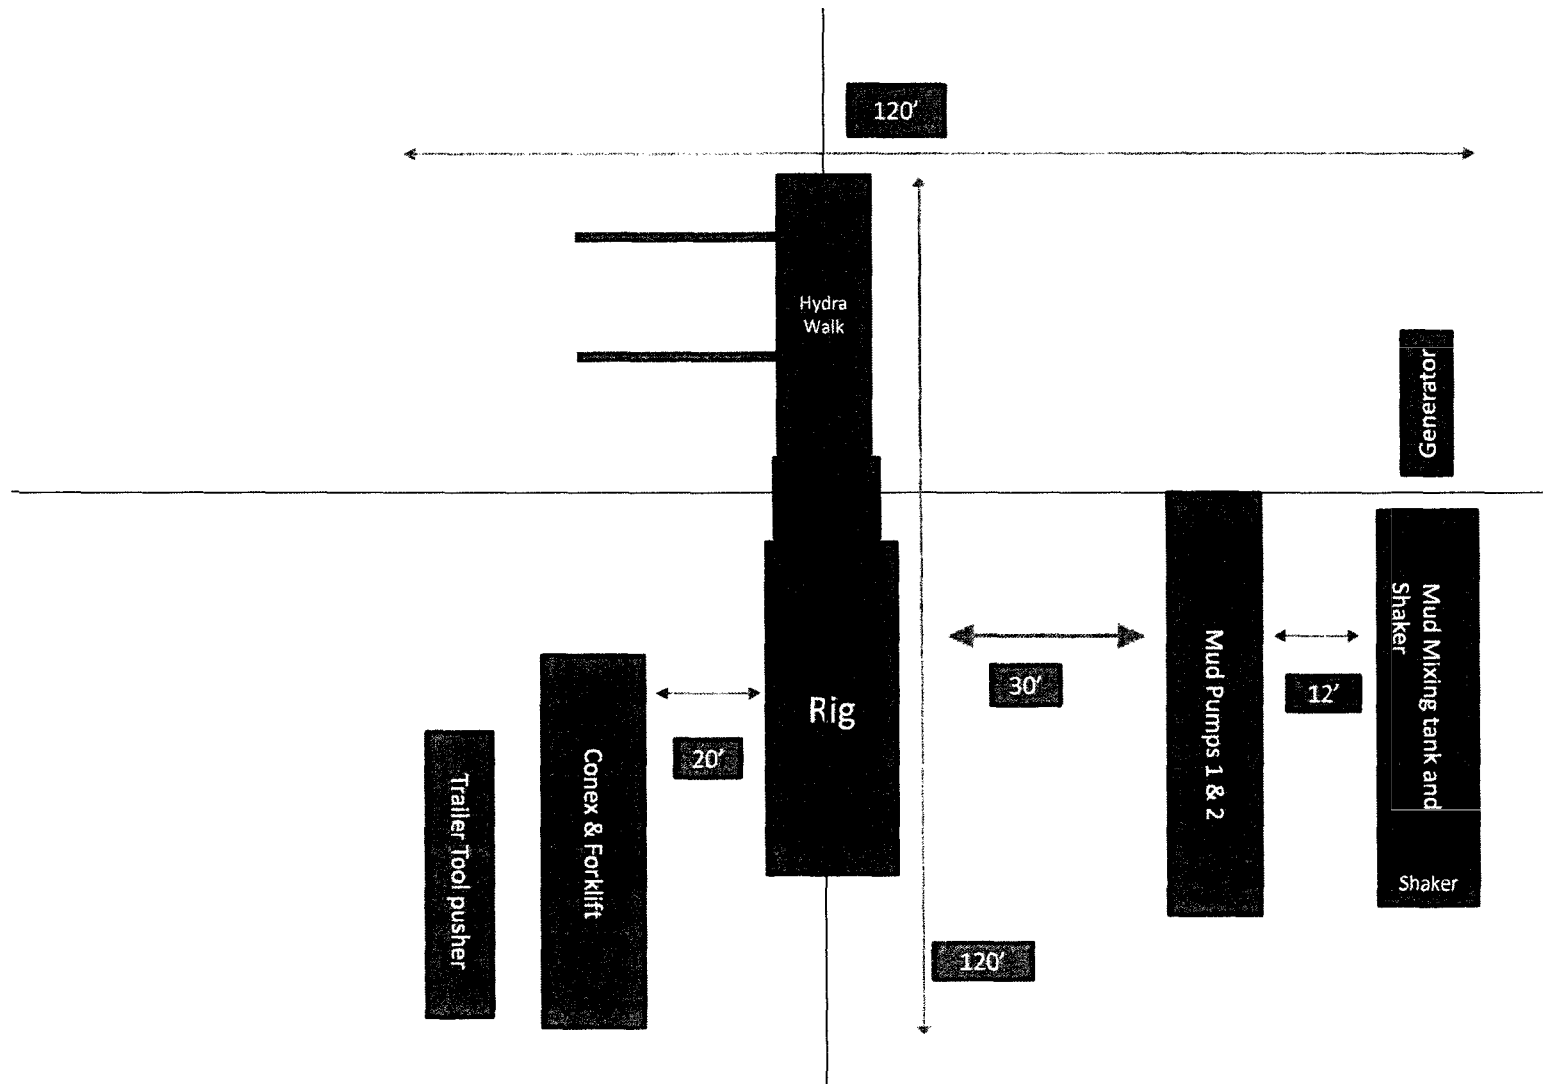 120'
Hydra
Walk
Generator
Mud Mixing tank and
Shaker
Mud Pumps 1 & 2
30'
12'
Rig
20'
Conex & Forklift
Trailer Tool pusher
Shaker
120'